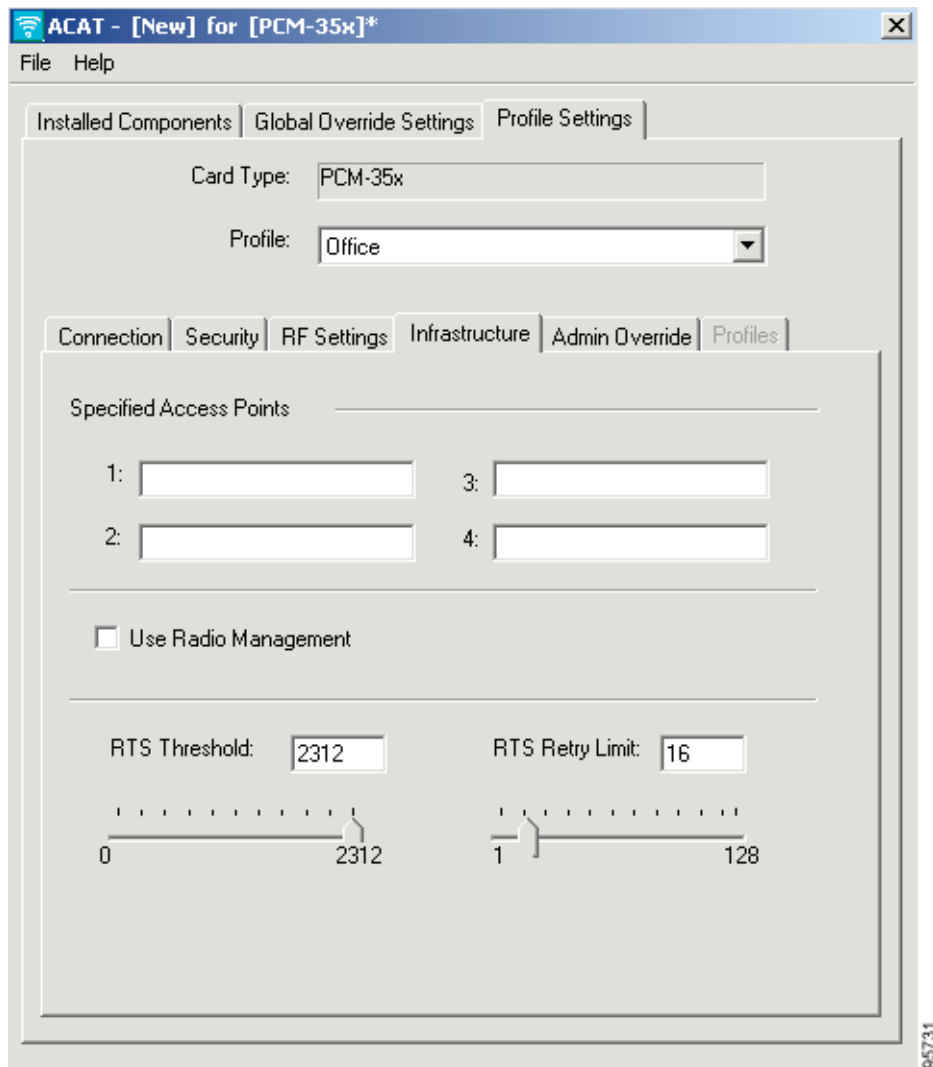 ACAT - [New] for [PCM-35x]*
File Help
Installed Components Global Override Settings Profile Settings
Card Type: PCM-35x
Profile: Office
Connection Security RF Settings Infrastructure Admin Override Profiles
Specified Access Points
1: 3:
2: 4:
Use Radio Management
RTS Threshold: 2312 RTS Retry Limit: 16
0 2312 1 128
95731